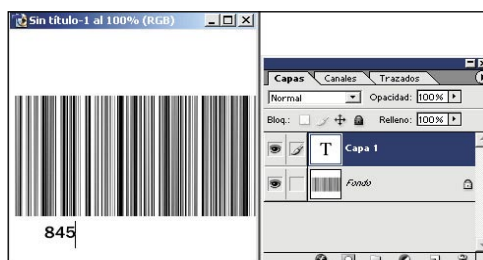 Sin título-1 al 100% (RGB)
845
Capas Canales Trazados
Normal Opacidad: 100%
Bloq.: Relleno: 100%
T Capa 1
Fondo